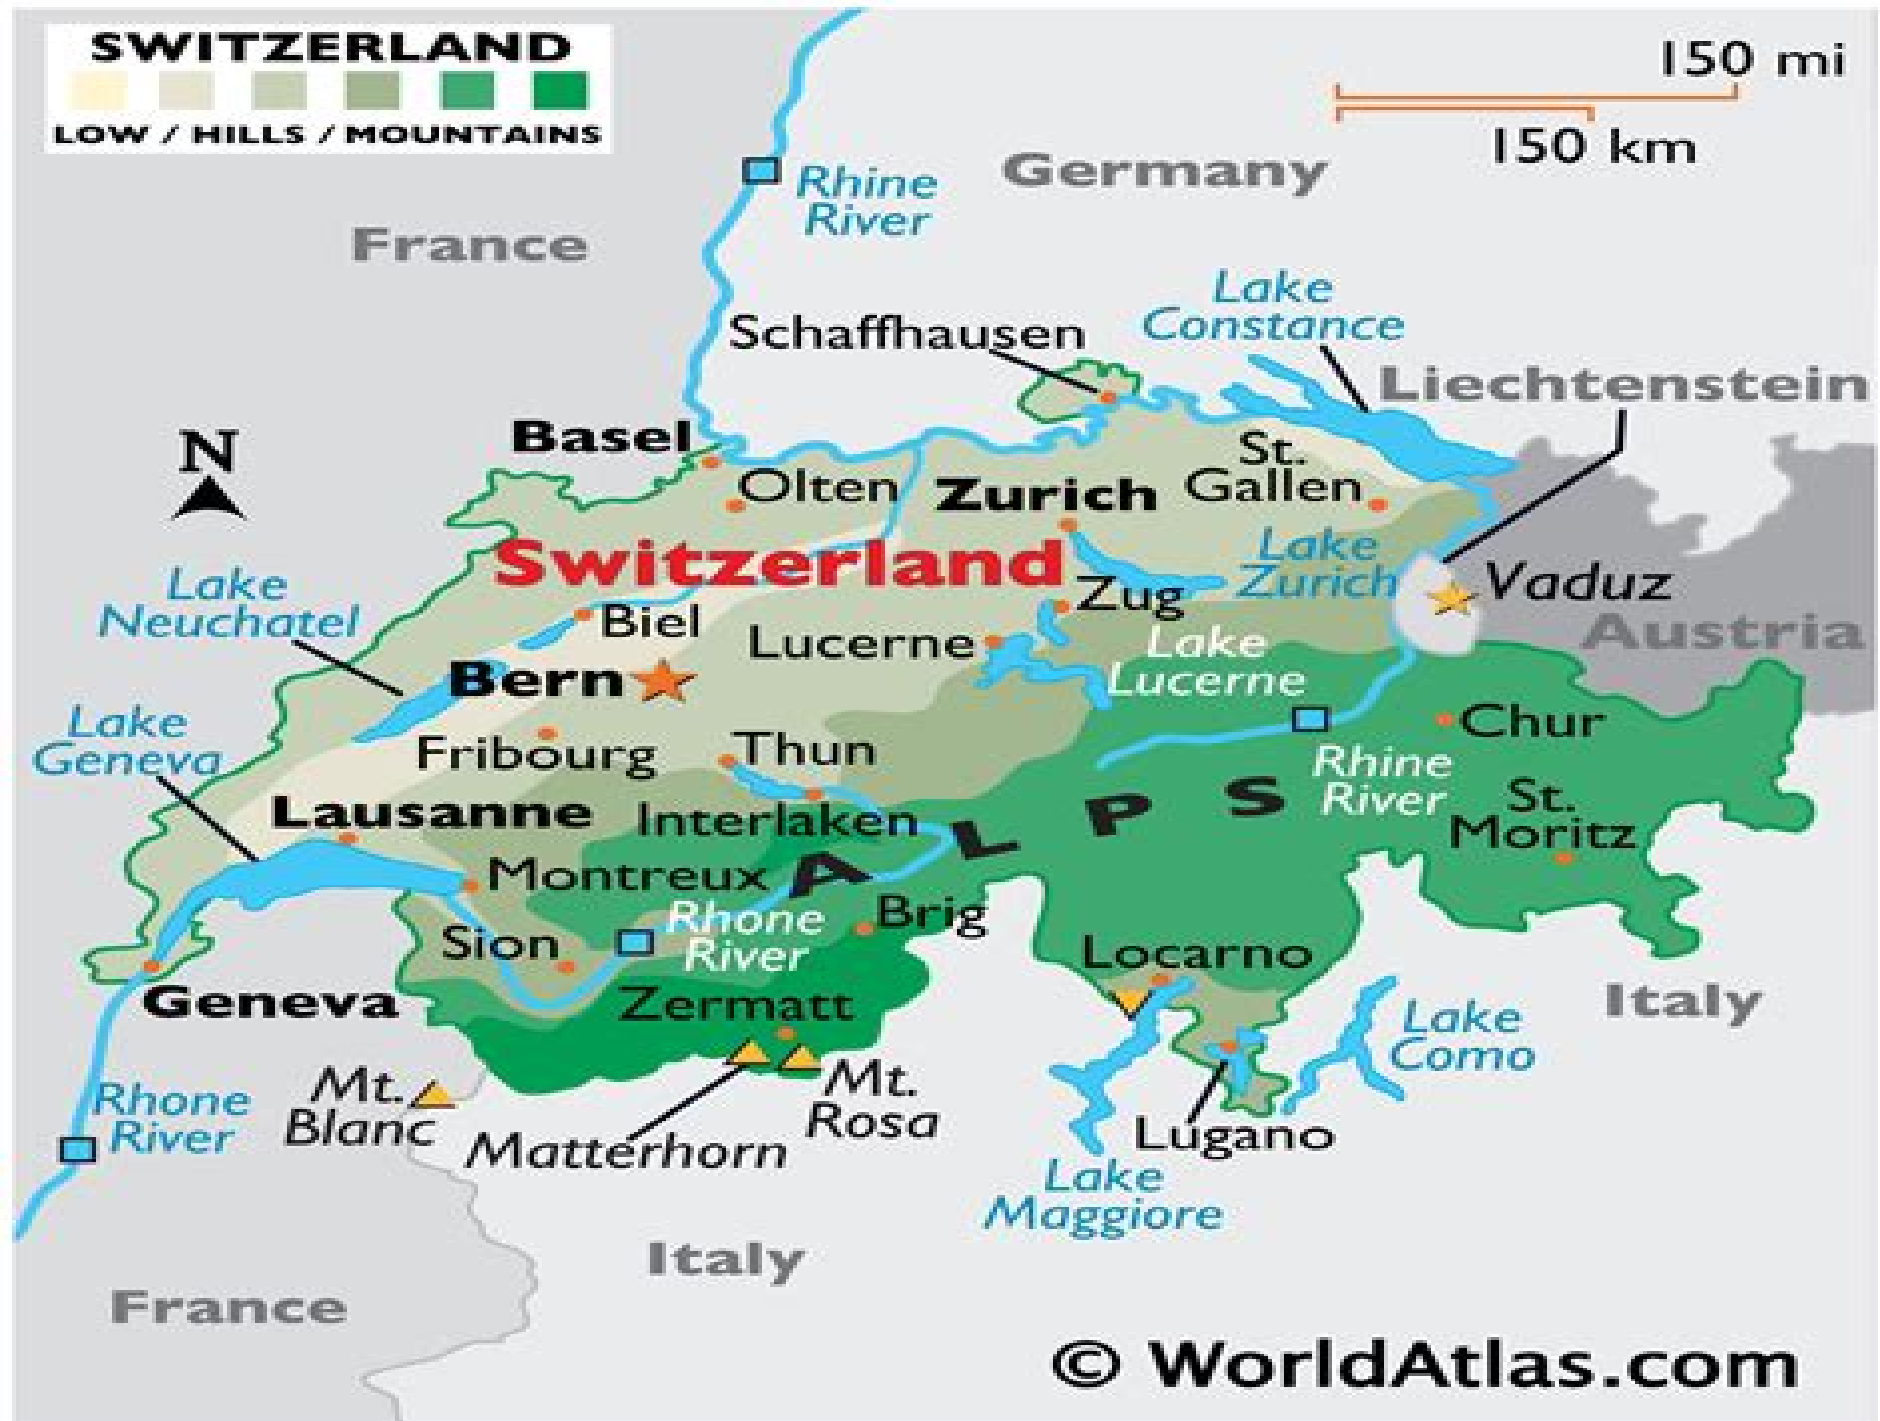 SWITZERLAND
LOW / HILLS / MOUNTAINS
150 mi
150 km
Rhine
River
Germany
France
Lake
Constance
Schaffhausen
Liechtenstein
Basel
N
St.
Gallen
Olten
Zurich
Switzerland
Lake
Zurich
Vaduz
Lake
Neuchatel
Zug
Biel
Austria
Lucerne
Lake
Lucerne
Bern
Lake
Geneva
Chur
Fribourg
Thun
Rhine
River
St.
Moritz
Lausanne
Interlaken
A L P S
Montreux
Rhone
River
Brig
Sion
Locarno
Geneva
Zermatt
Italy
Lake
Como
Rhone
River
Mt.
Blanc
Mt.
Rosa
Matterhorn
Lugano
Lake
Maggiore
Italy
France
© WorldAtlas.com